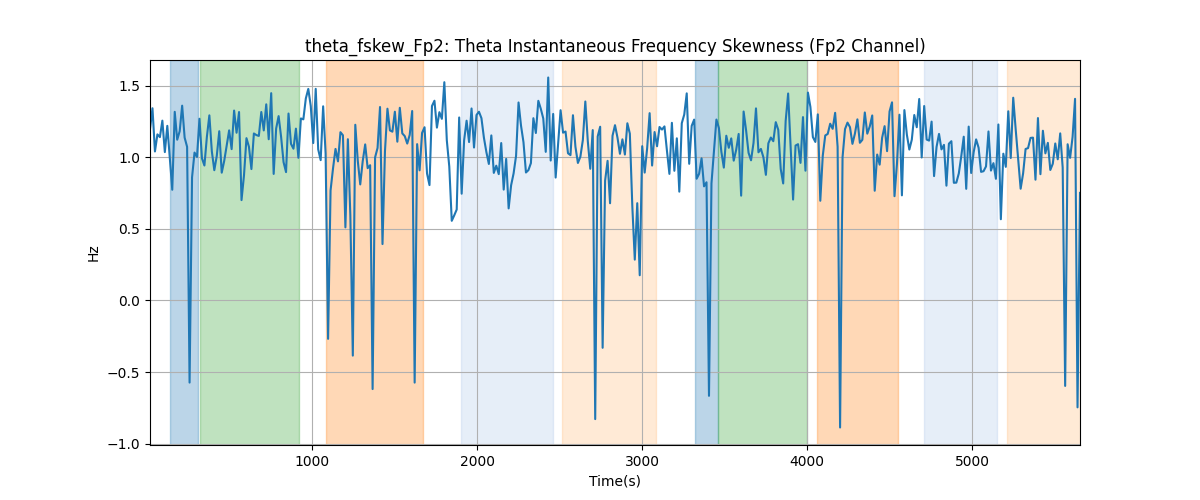 theta_fskew_Fp2: Theta Instantaneous Frequency Skewness (Fp2 Channel)
1.5
1.0
0.5
0.0
−0.5
−1.0
Hz
1000 2000 3000 4000 5000
Time(s)